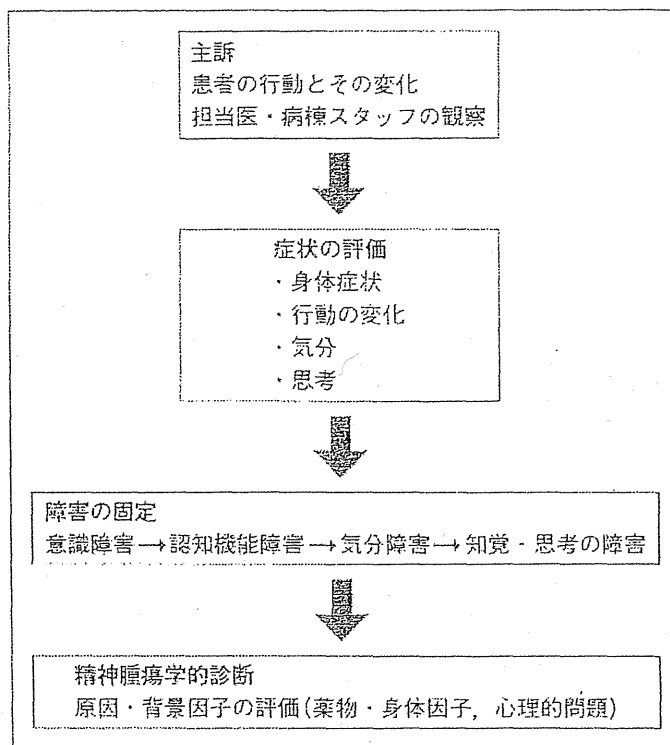 主訴
患者の行動とその変化
担当医・病棟スタッフの観察
症状の評価
・身体症状
・行動の変化
・気分
・思考
障害の固定
意識障害→認知機能障害→気分障害→知覚・思考の障害
精神腫瘍学的診断
原因・背景因子の評価(薬物・身体因子，心理的問題)